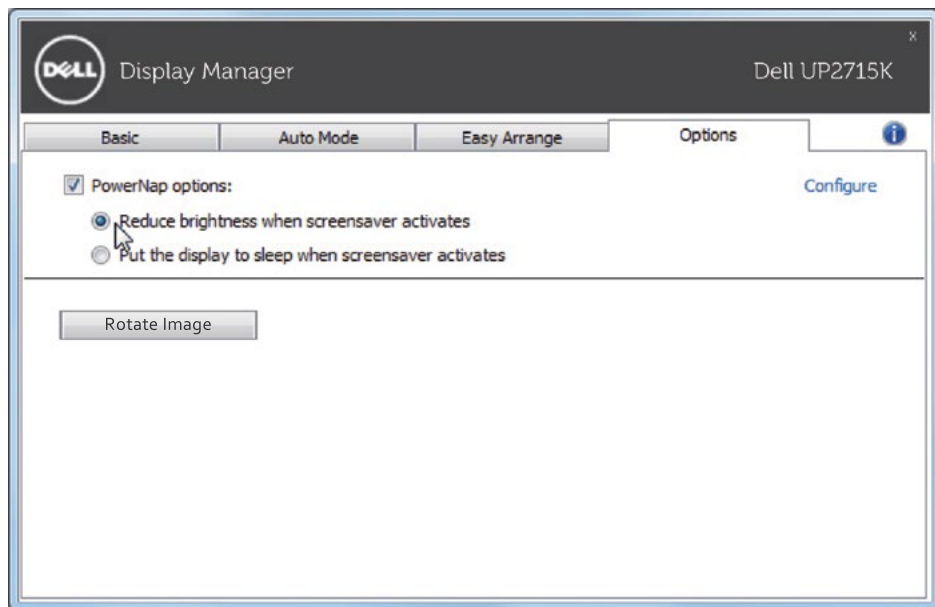 DELL Display Manager Dell UP2715K
x
Basic Auto Mode Easy Arrange Options i
PowerNap options: Configure
Reduce brightness when screensaver activates
Put the display to sleep when screensaver activates
Rotate Image